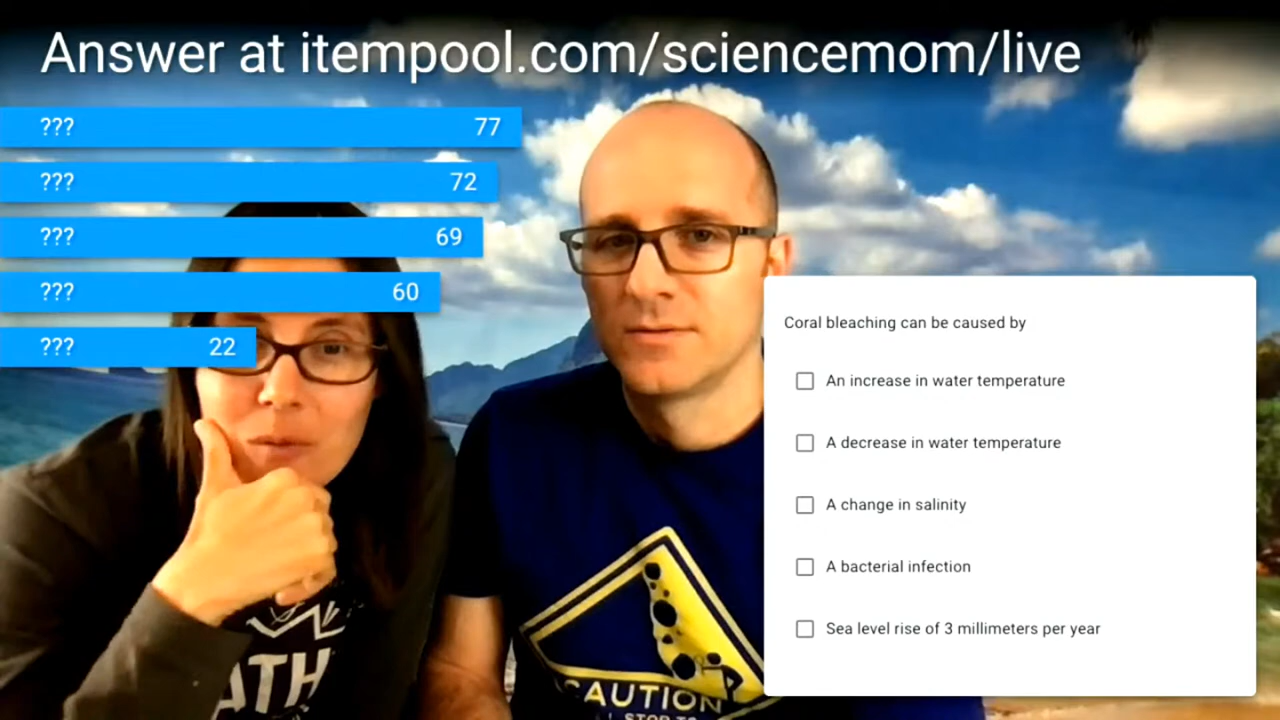 Answer at itempool.com/sciencemom/live
??? 77
??? 72
??? 69
??? 60
??? 22
Coral bleaching can be caused by
An increase in water temperature
A decrease in water temperature
A change in salinity
A bacterial infection
Sea level rise of 3 millimeters per year
ATH
CAUTION